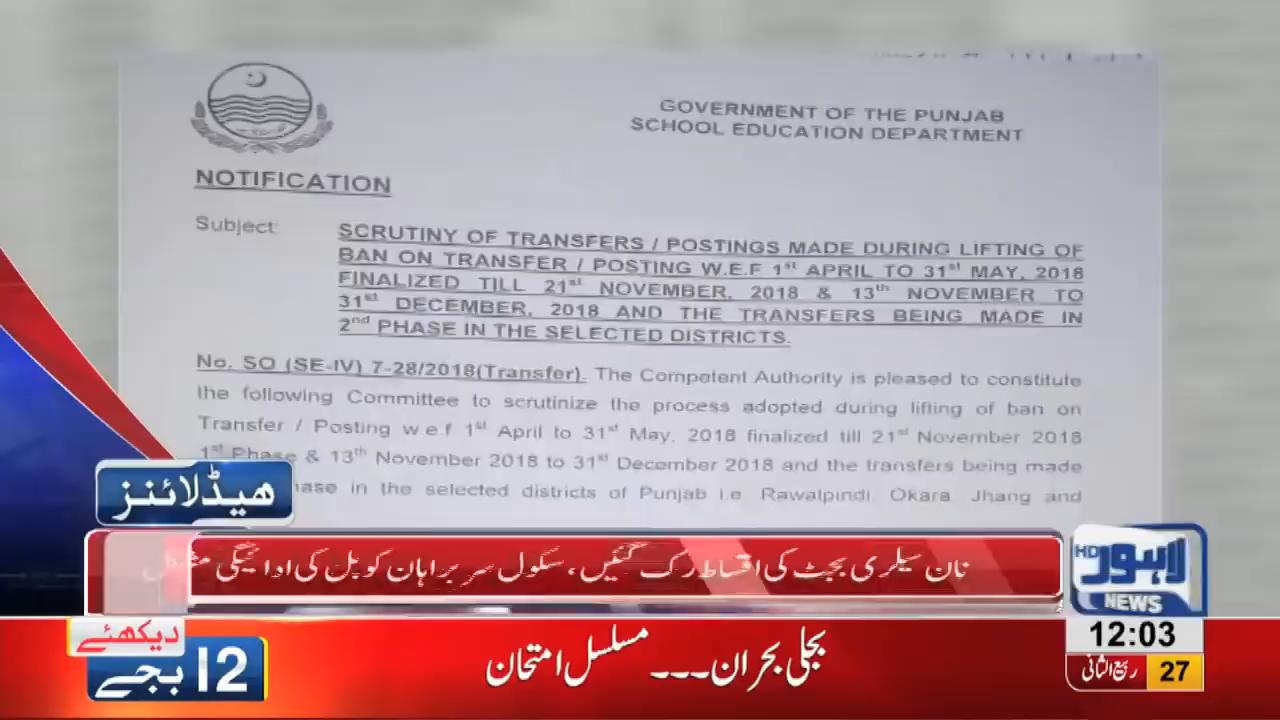 GOVERNMENT OF THE PUNJAB
SCHOOL EDUCATION DEPARTMENT
NOTIFICATION
Subject:
SCRUTINY OF TRANSFERS / POSTINGS MADE DURING LIFTING OF
BAN ON TRANSFER / POSTING W.E.F 1st APRIL TO 31st MAY, 2018
FINALIZED TILL 21st NOVEMBER, 2018 & 13th NOVEMBER TO
31st DECEMBER, 2018 AND THE TRANSFERS BEING MADE IN
2nd PHASE IN THE SELECTED DISTRICTS.
No. SO (SE-IV) 7-28/2018(Transfer). The Competent Authority is pleased to constitute
the following Committee to scrutinize the process adopted during lifting of ban on
Transfer / Posting w.e.f 1st April to 31st May, 2018 finalized till 21st November 2018
1st Phase & 13th November 2018 to 31st December 2018 and the transfers being made
hase in the selected districts of Punjab i.e. Rawalpindi, Okara, Jhang and
ہیڈلائنز
نان سیلری بجٹ کی اقساط رک گئیں، سکول سربراہان کو بل کی ادائیگی
HD لاہور
NEWS
دیکھئے
12 بجے
بجلی بحران۔۔۔ مسلسل امتحان
12:03
27 ربیع الثانی